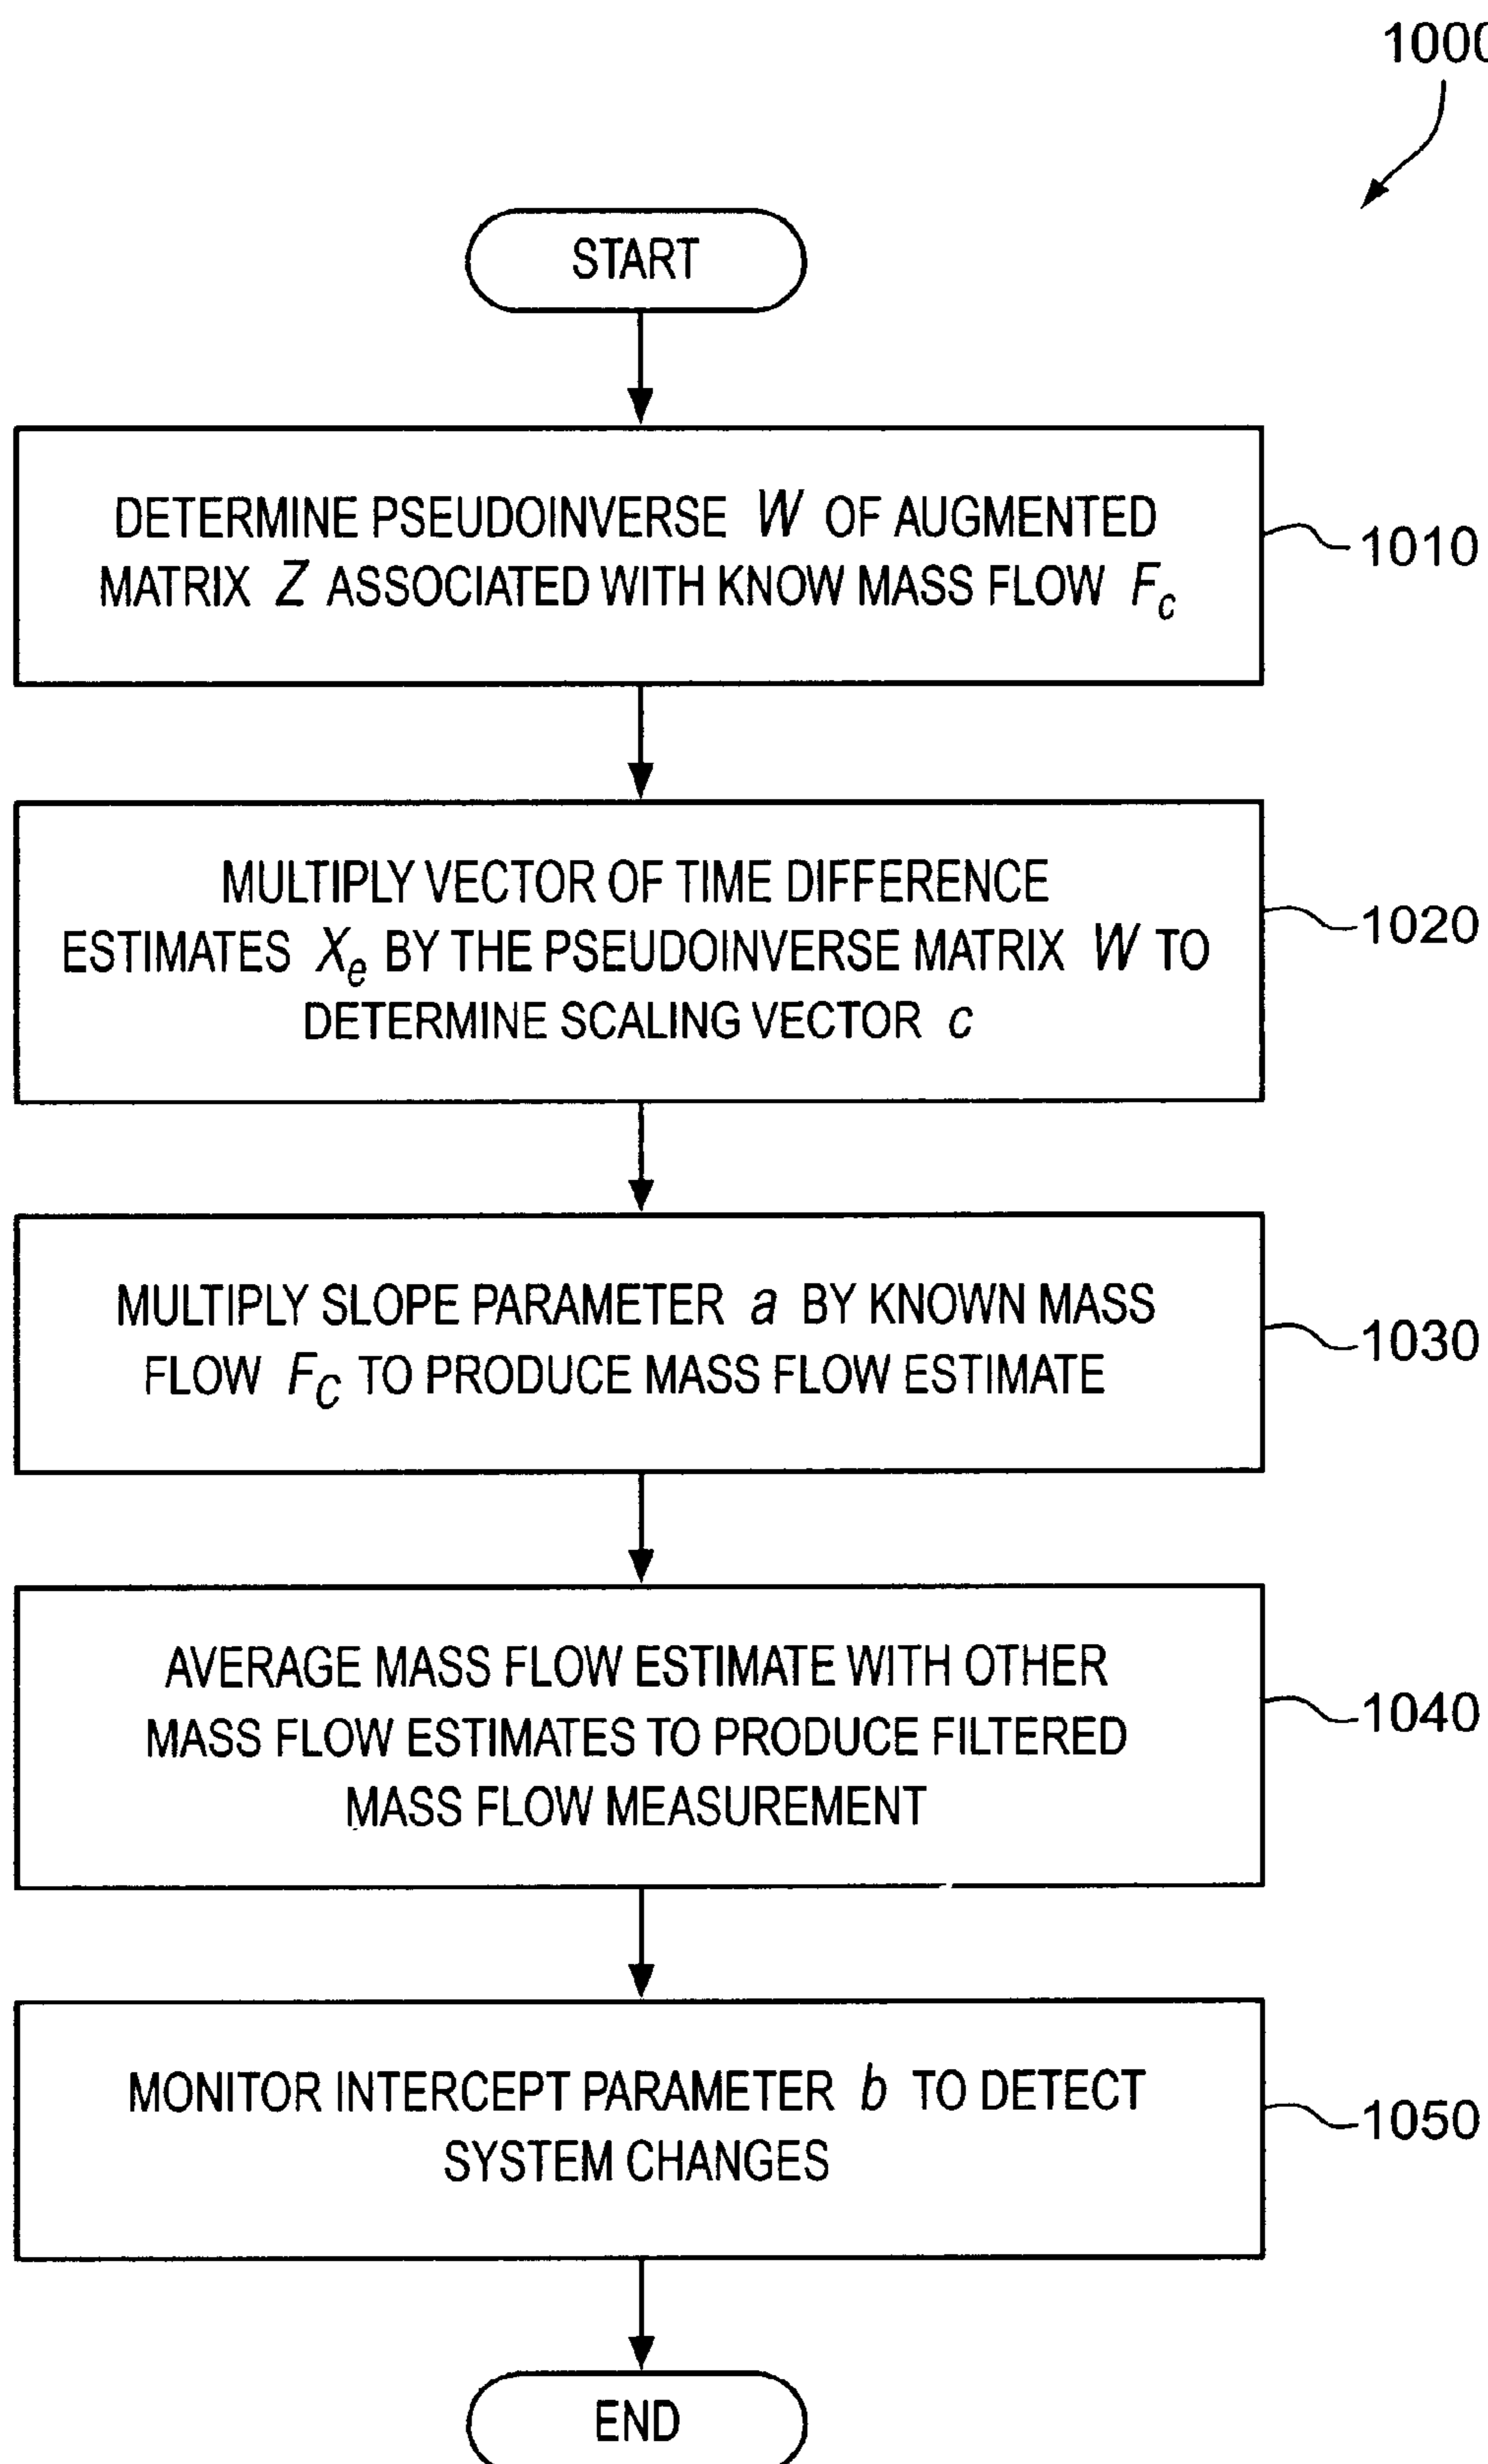 1000
START
DETERMINE PSEUDOINVERSE W OF AUGMENTED
MATRIX Z ASSOCIATED WITH KNOW MASS FLOW Fc
1010
MULTIPLY VECTOR OF TIME DIFFERENCE
ESTIMATES Xe BY THE PSEUDOINVERSE MATRIX W TO
DETERMINE SCALING VECTOR c
1020
MULTIPLY SLOPE PARAMETER a BY KNOWN MASS
FLOW FC TO PRODUCE MASS FLOW ESTIMATE
1030
AVERAGE MASS FLOW ESTIMATE WITH OTHER
MASS FLOW ESTIMATES TO PRODUCE FILTERED
MASS FLOW MEASUREMENT
1040
MONITOR INTERCEPT PARAMETER b TO DETECT
SYSTEM CHANGES
1050
END